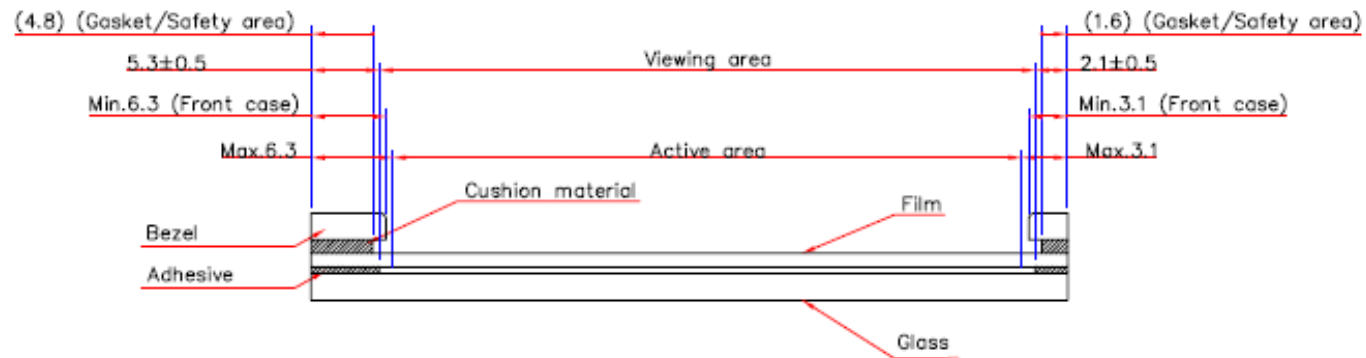 (4.8) (Gasket/Safety area)
(1.6) (Gasket/Safety area)
5.3±0.5
Viewing area
2.1±0.5
Min.6.3 (Front case)
Min.3.1 (Front case)
Max.6.3
Active area
Max.3.1
Cushion material
Film
Bezel
Adhesive
Glass